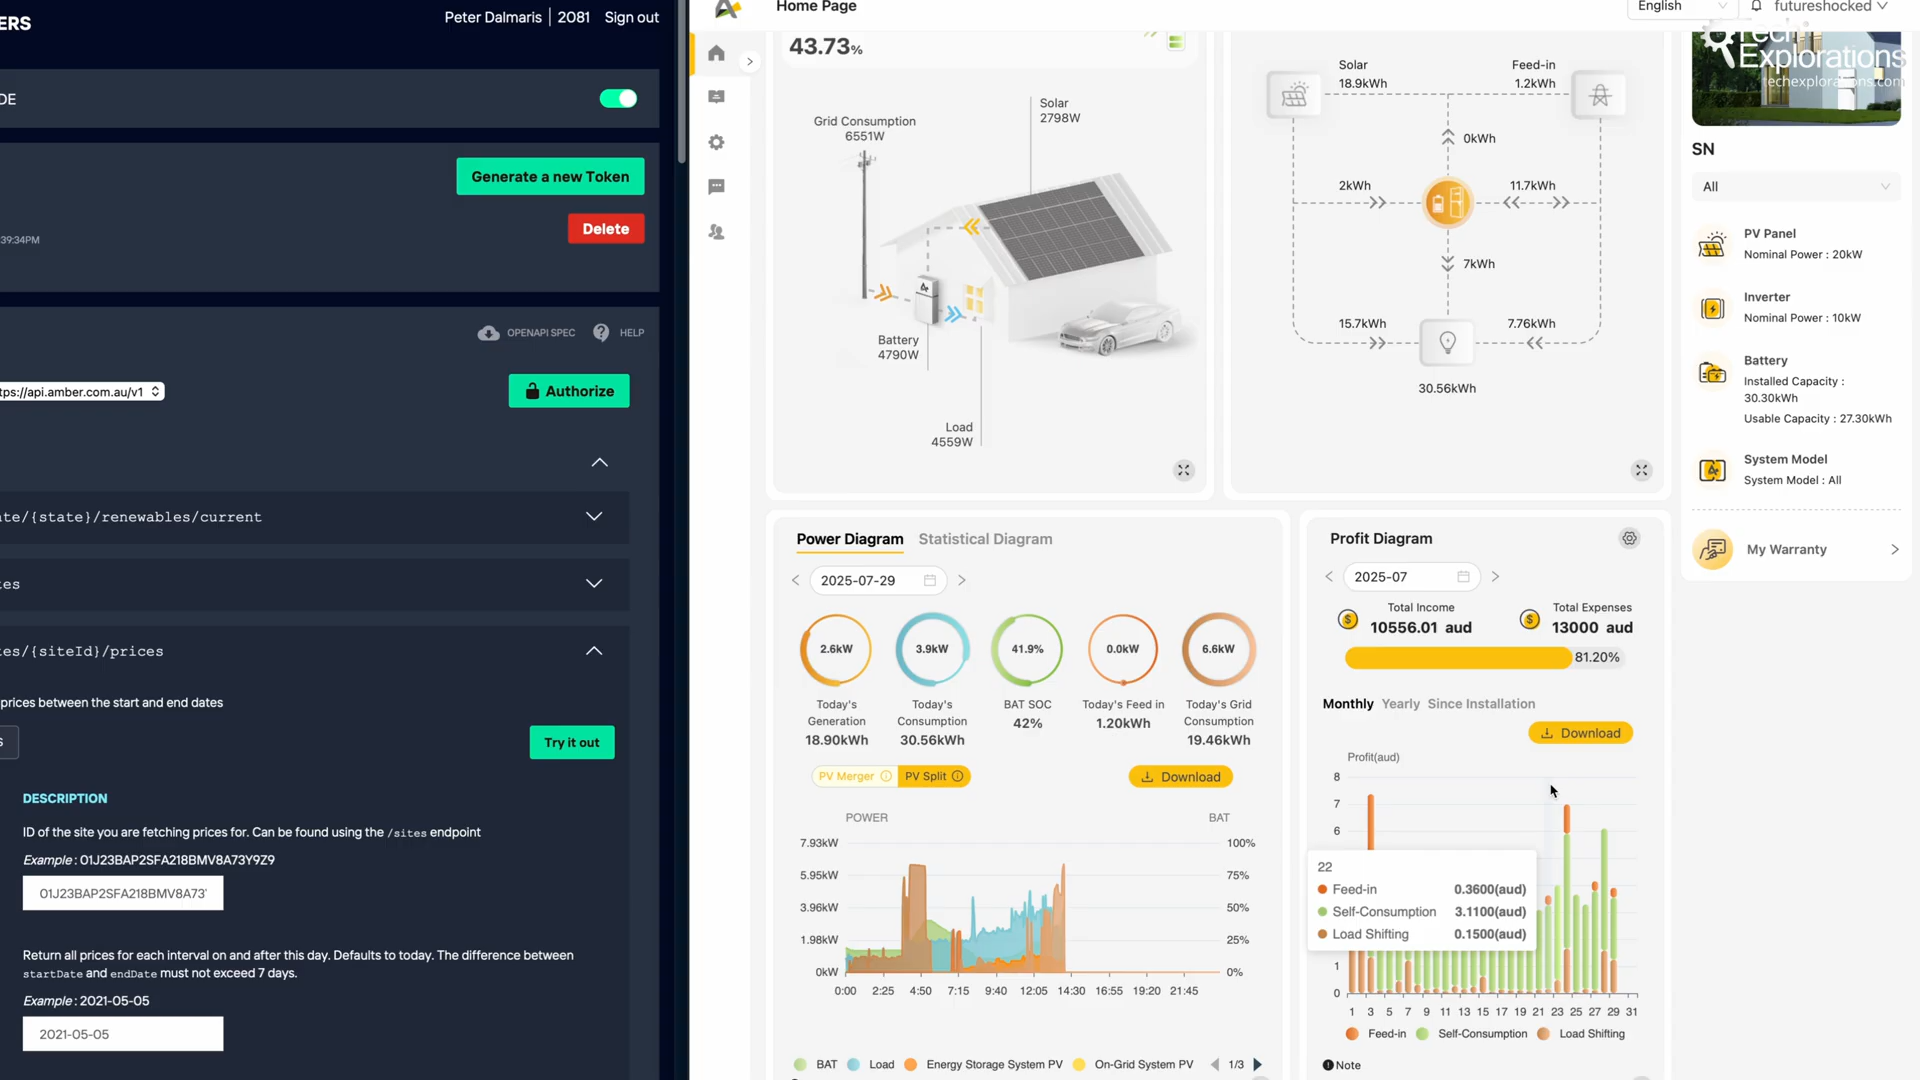 ERS
Peter Dalmaris | 2081 Sign out
DE
Generate a new Token
Delete
39:34PM
OPENAPI SPEC
HELP
tps://api.amber.com.au/v1
Authorize
ate/{state}/renewables/current
tes
tes/{siteId}/prices
prices between the start and end dates
S
Try it out
DESCRIPTION
ID of the site you are fetching prices for. Can be found using the /sites endpoint
Example : 01J23BAP2SFA218BMV8A73Y9Z9
01J23BAP2SFA218BMV8A73
Return all prices for each interval on and after this day. Defaults to today. The difference between
startDate and endDate must not exceed 7 days.
Example : 2021-05-05
2021-05-05
Home Page
English
futureshocked
Tech
Explorations
techexplorations.com
43.73%
Solar
2798W
Grid Consumption
6551W
Battery
4790W
Load
4559W
Solar
18.9kWh
Feed-in
1.2kWh
0kWh
2kWh
11.7kWh
7kWh
15.7kWh
7.76kWh
30.56kWh
SN
All
PV Panel
Nominal Power : 20kW
Inverter
Nominal Power : 10kW
Battery
Installed Capacity :
30.30kWh
Usable Capacity : 27.30kWh
System Model
System Model : All
My Warranty
Power Diagram
Statistical Diagram
2025-07-29
2.6kW
3.9kW
41.9%
0.0kW
6.6kW
Today's
Generation
18.90kWh
Today's
Consumption
30.56kWh
BAT SOC
42%
Today's Feed in
1.20kWh
Today's Grid
Consumption
19.46kWh
PV Merger
PV Split
Download
POWER
BAT
7.93kW
5.95kW
3.96kW
1.98kW
0kW
100%
75%
50%
25%
0%
0:00 2:25 4:50 7:15 9:40 12:05 14:30 16:55 19:20 21:45
BAT
Load
Energy Storage System PV
On-Grid System PV
1/3
Profit Diagram
2025-07
Total Income
10556.01 aud
Total Expenses
13000 aud
81.20%
Monthly
Yearly
Since Installation
Download
Profit(aud)
8
7
6
22
Feed-in 0.3600(aud)
Self-Consumption 3.1100(aud)
Load Shifting 0.1500(aud)
1
0
1 3 5 7 9 11 13 15 17 19 21 23 25 27 29 31
Feed-in
Self-Consumption
Load Shifting
Note